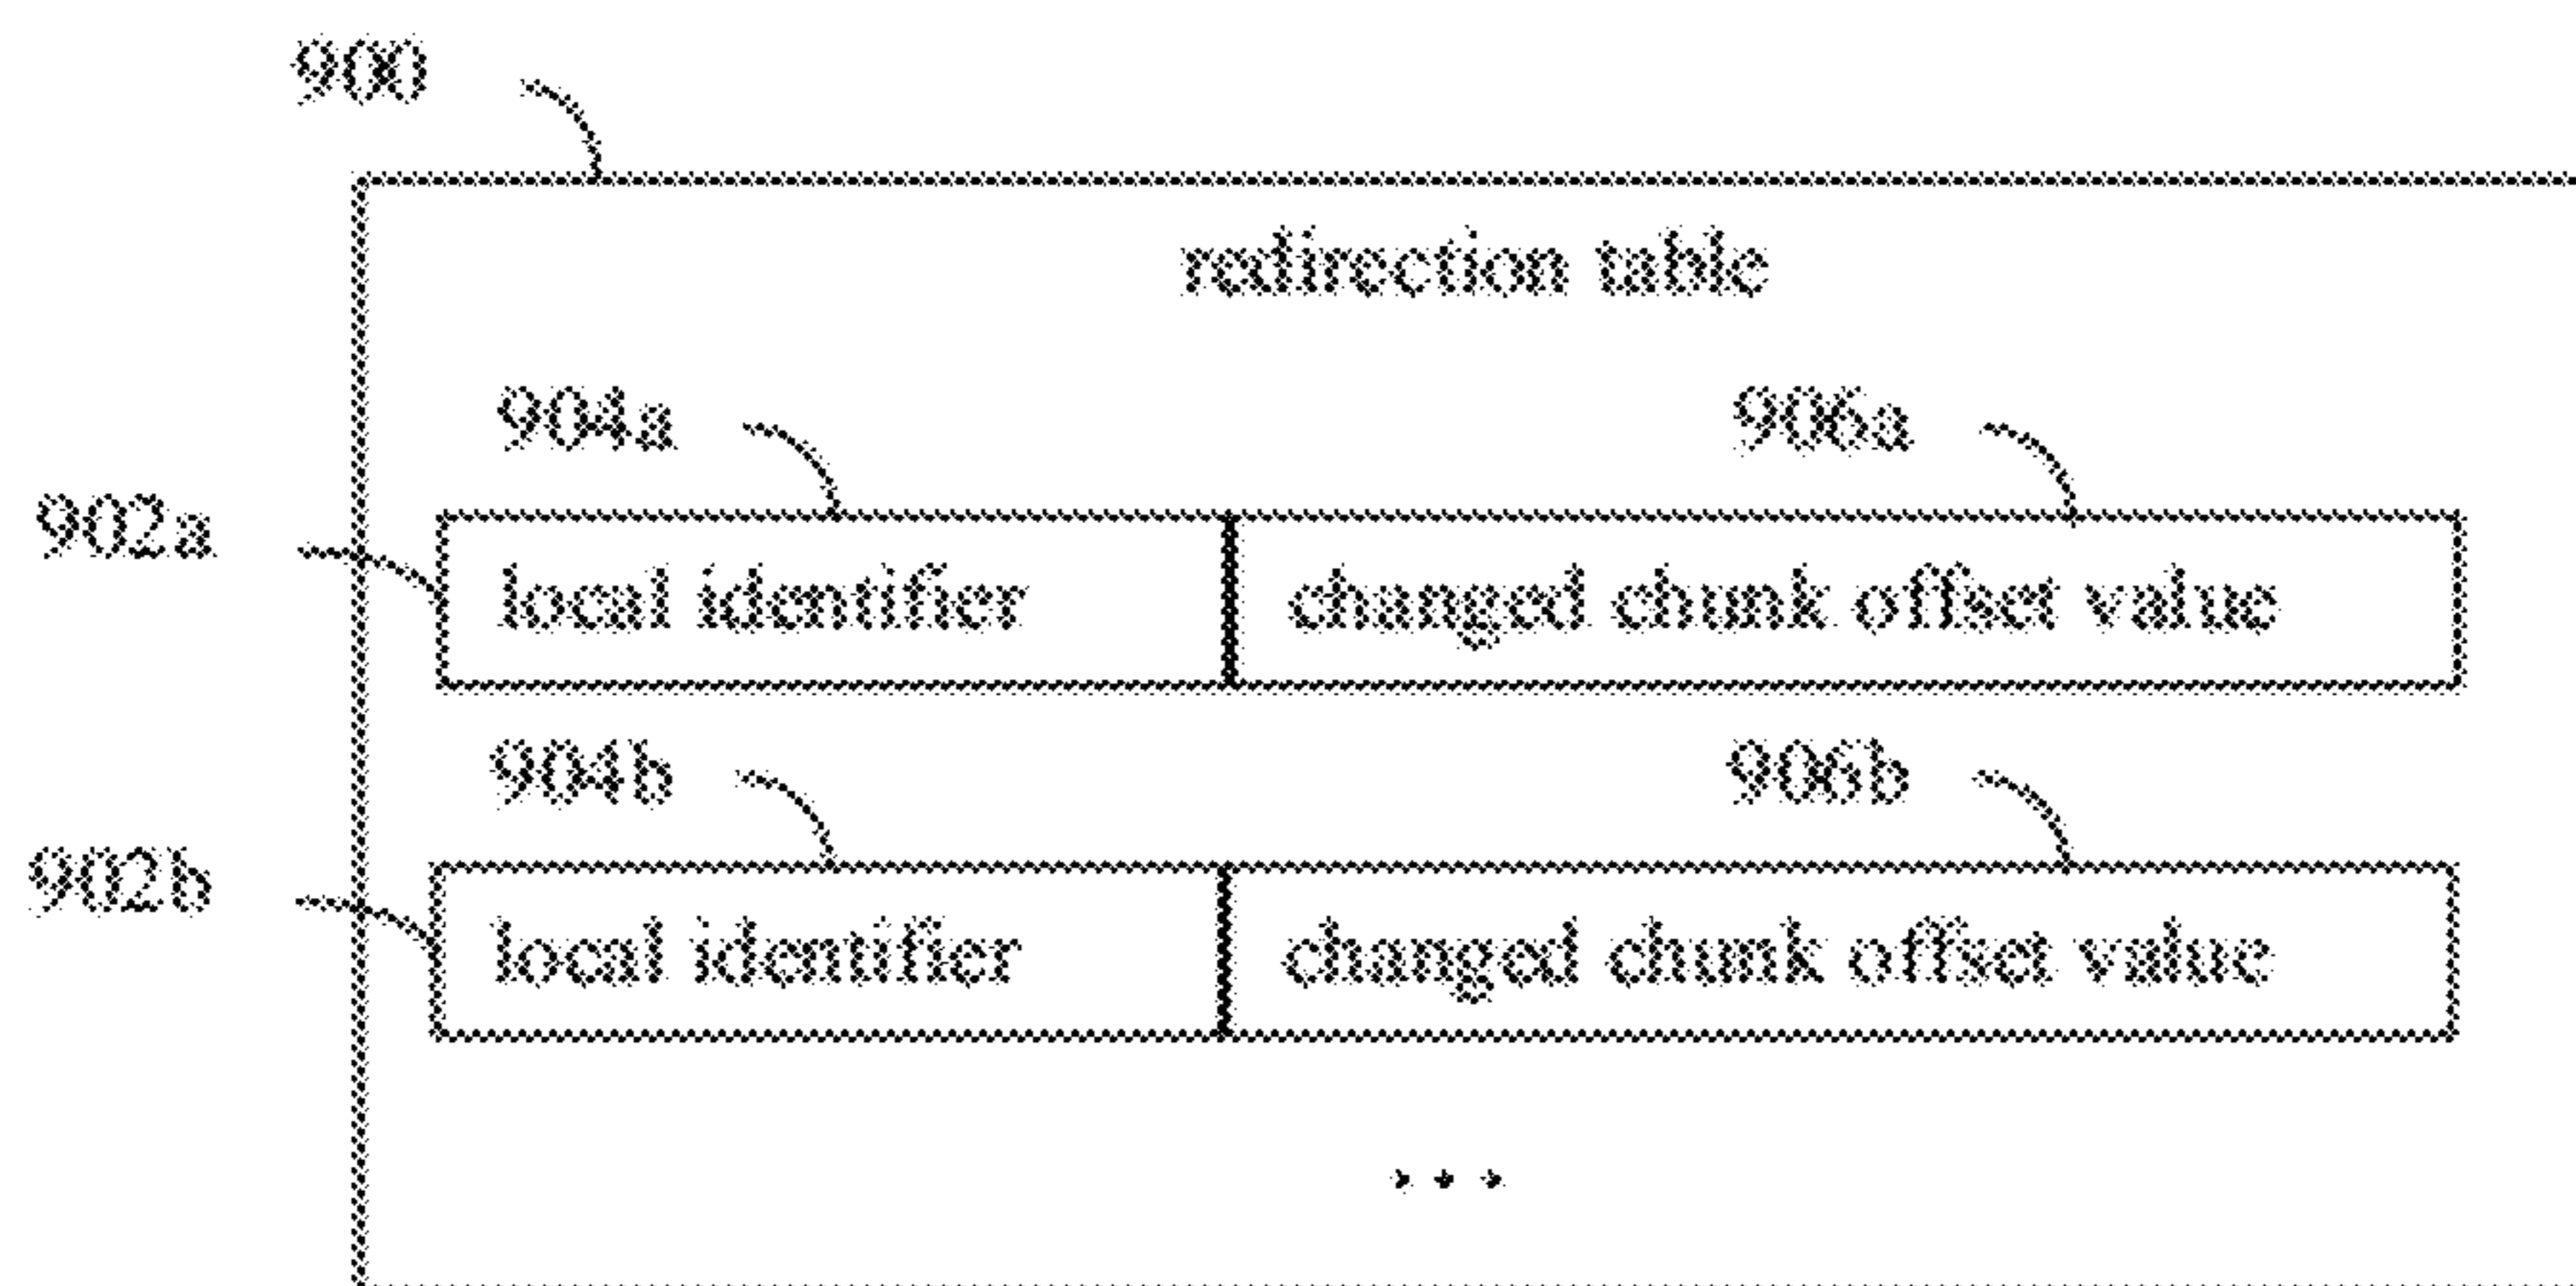 900
redirection table
904a 906a
902a
local identifier changed chunk offset value
904b 906b
902b
local identifier changed chunk offset value
...